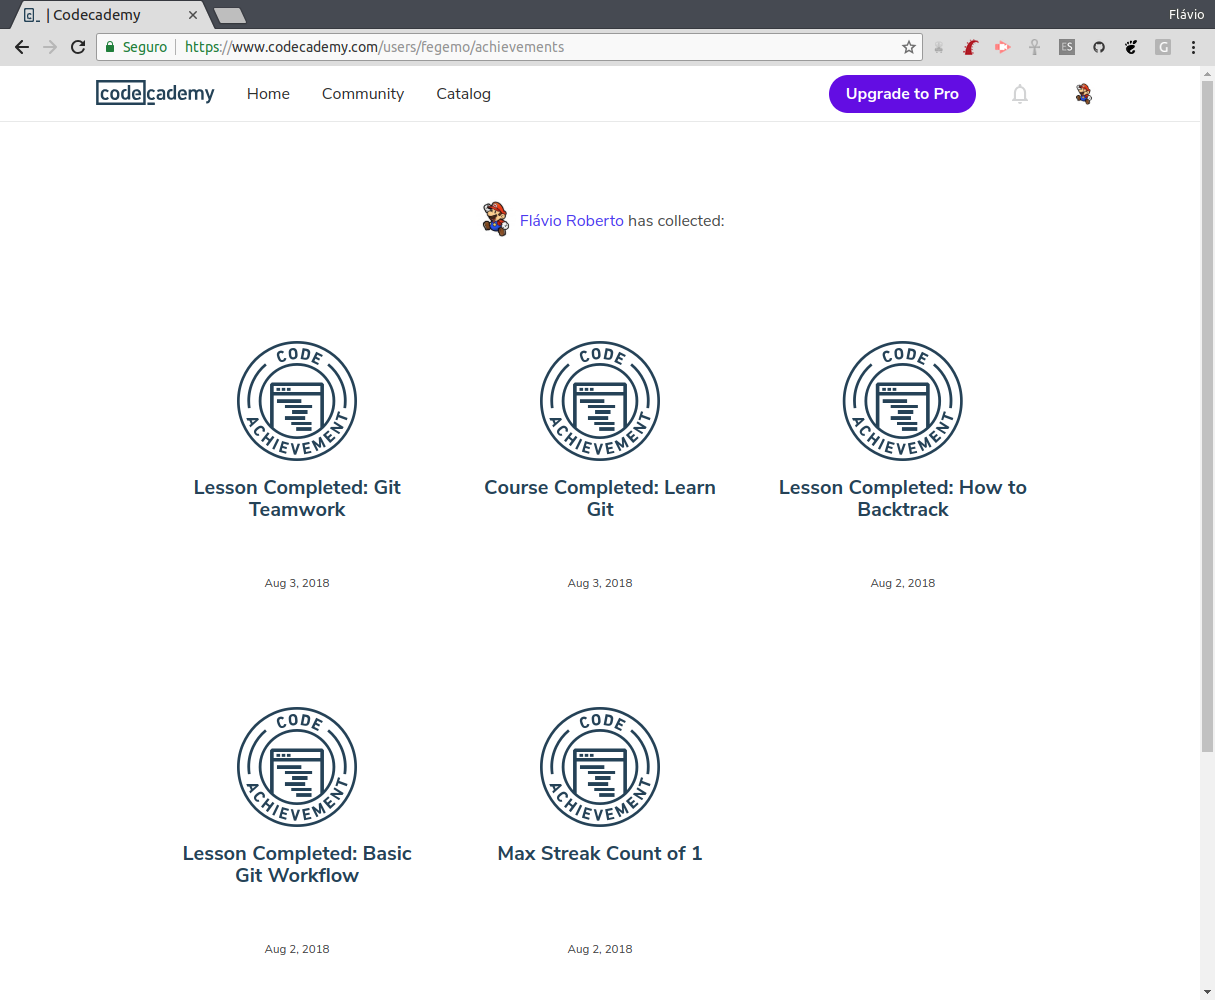 c_ | Codecademy
Flávio
Seguro https://www.codecademy.com/users/fegemo/achievements
ES
G
codecademy Home Community Catalog Upgrade to Pro
Flávio Roberto has collected:
CODE ACHIEVEMENT
CODE ACHIEVEMENT
CODE ACHIEVEMENT
Lesson Completed: Git
Teamwork
Course Completed: Learn
Git
Lesson Completed: How to
Backtrack
Aug 3, 2018
Aug 3, 2018
Aug 2, 2018
CODE ACHIEVEMENT
CODE ACHIEVEMENT
Lesson Completed: Basic
Git Workflow
Max Streak Count of 1
Aug 2, 2018
Aug 2, 2018